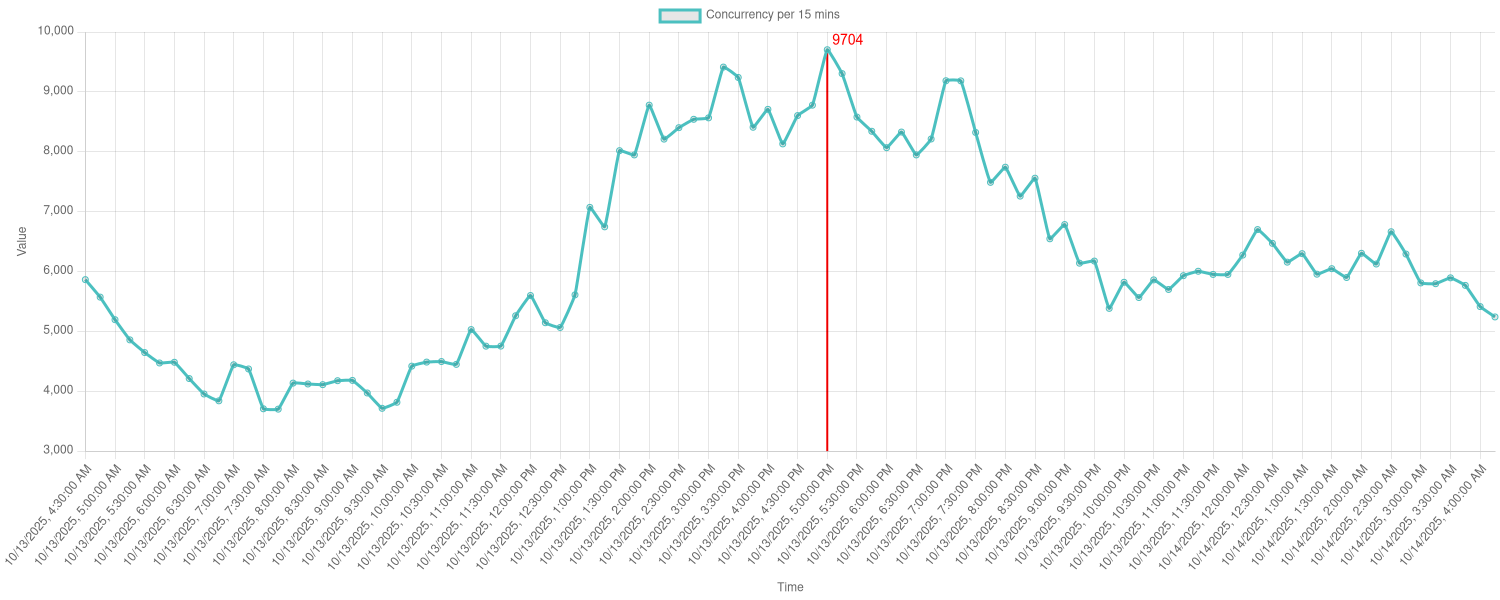 Concurrency per 15 mins
9704
10,000
9,000
8,000
7,000
6,000
5,000
4,000
3,000
Value
10/13/2025, 4:30:00 AM
10/13/2025, 5:00:00 AM
10/13/2025, 5:30:00 AM
10/13/2025, 6:00:00 AM
10/13/2025, 6:30:00 AM
10/13/2025, 7:00:00 AM
10/13/2025, 7:30:00 AM
10/13/2025, 8:00:00 AM
10/13/2025, 8:30:00 AM
10/13/2025, 9:00:00 AM
10/13/2025, 9:30:00 AM
10/13/2025, 10:00:00 AM
10/13/2025, 10:30:00 AM
10/13/2025, 11:00:00 AM
10/13/2025, 11:30:00 AM
10/13/2025, 12:00:00 PM
10/13/2025, 12:30:00 PM
10/13/2025, 1:00:00 PM
10/13/2025, 1:30:00 PM
10/13/2025, 2:00:00 PM
10/13/2025, 2:30:00 PM
10/13/2025, 3:00:00 PM
10/13/2025, 3:30:00 PM
10/13/2025, 4:00:00 PM
10/13/2025, 4:30:00 PM
10/13/2025, 5:00:00 PM
10/13/2025, 5:30:00 PM
10/13/2025, 6:00:00 PM
10/13/2025, 6:30:00 PM
10/13/2025, 7:00:00 PM
10/13/2025, 7:30:00 PM
10/13/2025, 8:00:00 PM
10/13/2025, 8:30:00 PM
10/13/2025, 9:00:00 PM
10/13/2025, 9:30:00 PM
10/13/2025, 10:00:00 PM
10/13/2025, 10:30:00 PM
10/13/2025, 11:00:00 PM
10/13/2025, 11:30:00 PM
10/14/2025, 12:00:00 AM
10/14/2025, 12:30:00 AM
10/14/2025, 1:00:00 AM
10/14/2025, 1:30:00 AM
10/14/2025, 2:00:00 AM
10/14/2025, 2:30:00 AM
10/14/2025, 3:00:00 AM
10/14/2025, 3:30:00 AM
10/14/2025, 4:00:00 AM
Time